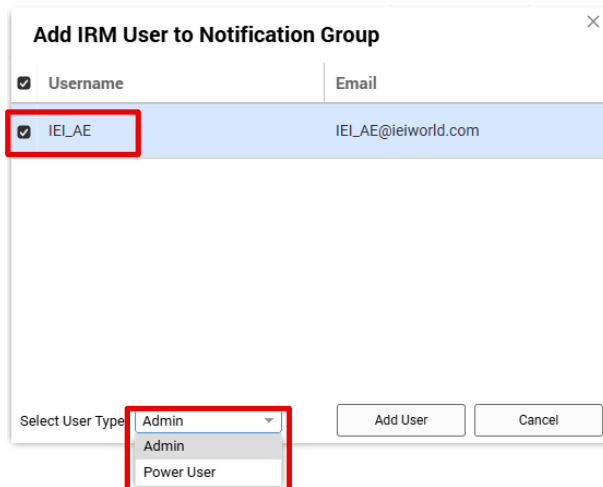 Add IRM User to Notification Group
Username Email
IEI_AE IEI_AE@ieiworld.com
Select User Type Admin Add User Cancel
Admin
Power User